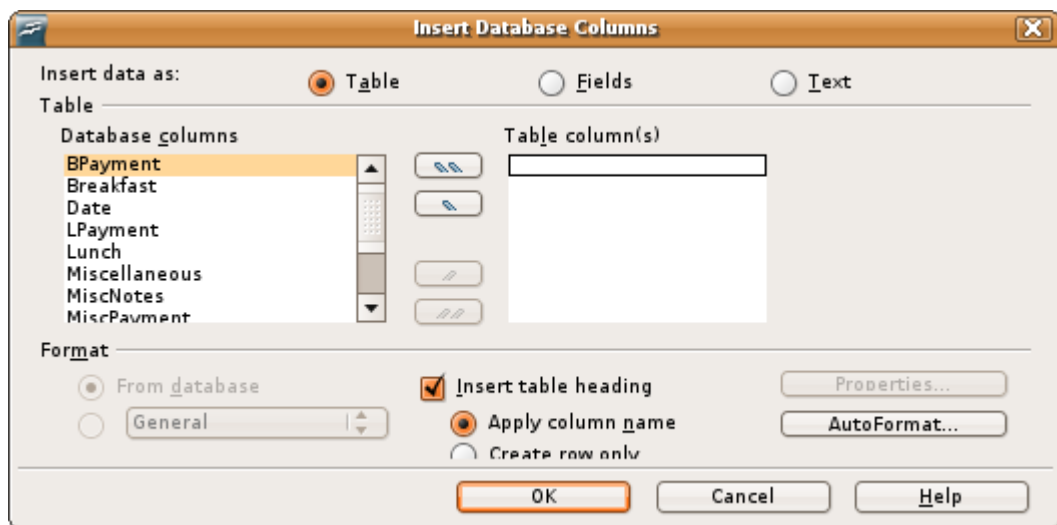 Insert Database Columns
Insert data as: Table Fields Text
Table
Database columns Table column(s)
BPayment
Breakfast
Date
LPayment
Lunch
Miscellaneous
MiscNotes
MiscPayment
Format
From database Insert table heading Properties...
General Apply column name AutoFormat...
Create row only
OK Cancel Help